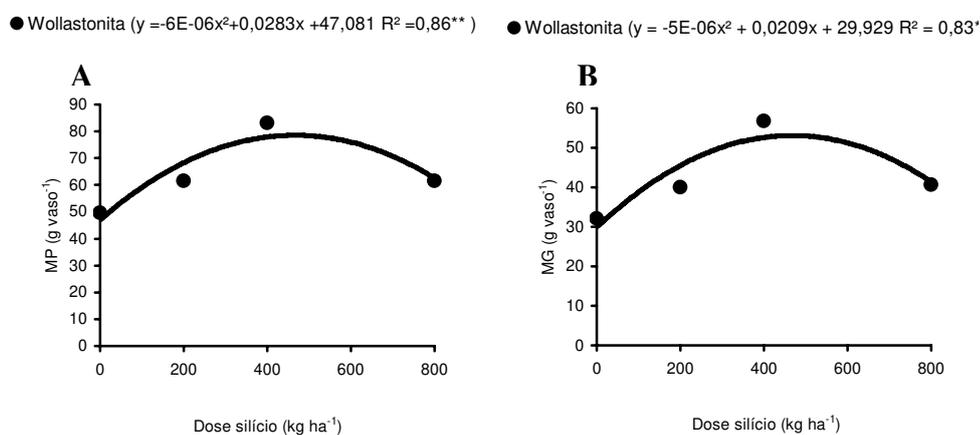 ● Wollastonita (y =-6E-06x²+0,0283x +47,081 R² =0,86** )
A
90
80
70
60
50
40
30
20
10
0
MP (g vaso⁻¹)
0 200 400 600 800
Dose silício (kg ha⁻¹)
● Wollastonita (y = -5E-06x² + 0,0209x + 29,929 R² = 0,83*
B
60
50
40
30
20
10
0
MG (g vaso⁻¹)
0 200 400 600 800
Dose silício (kg ha⁻¹)